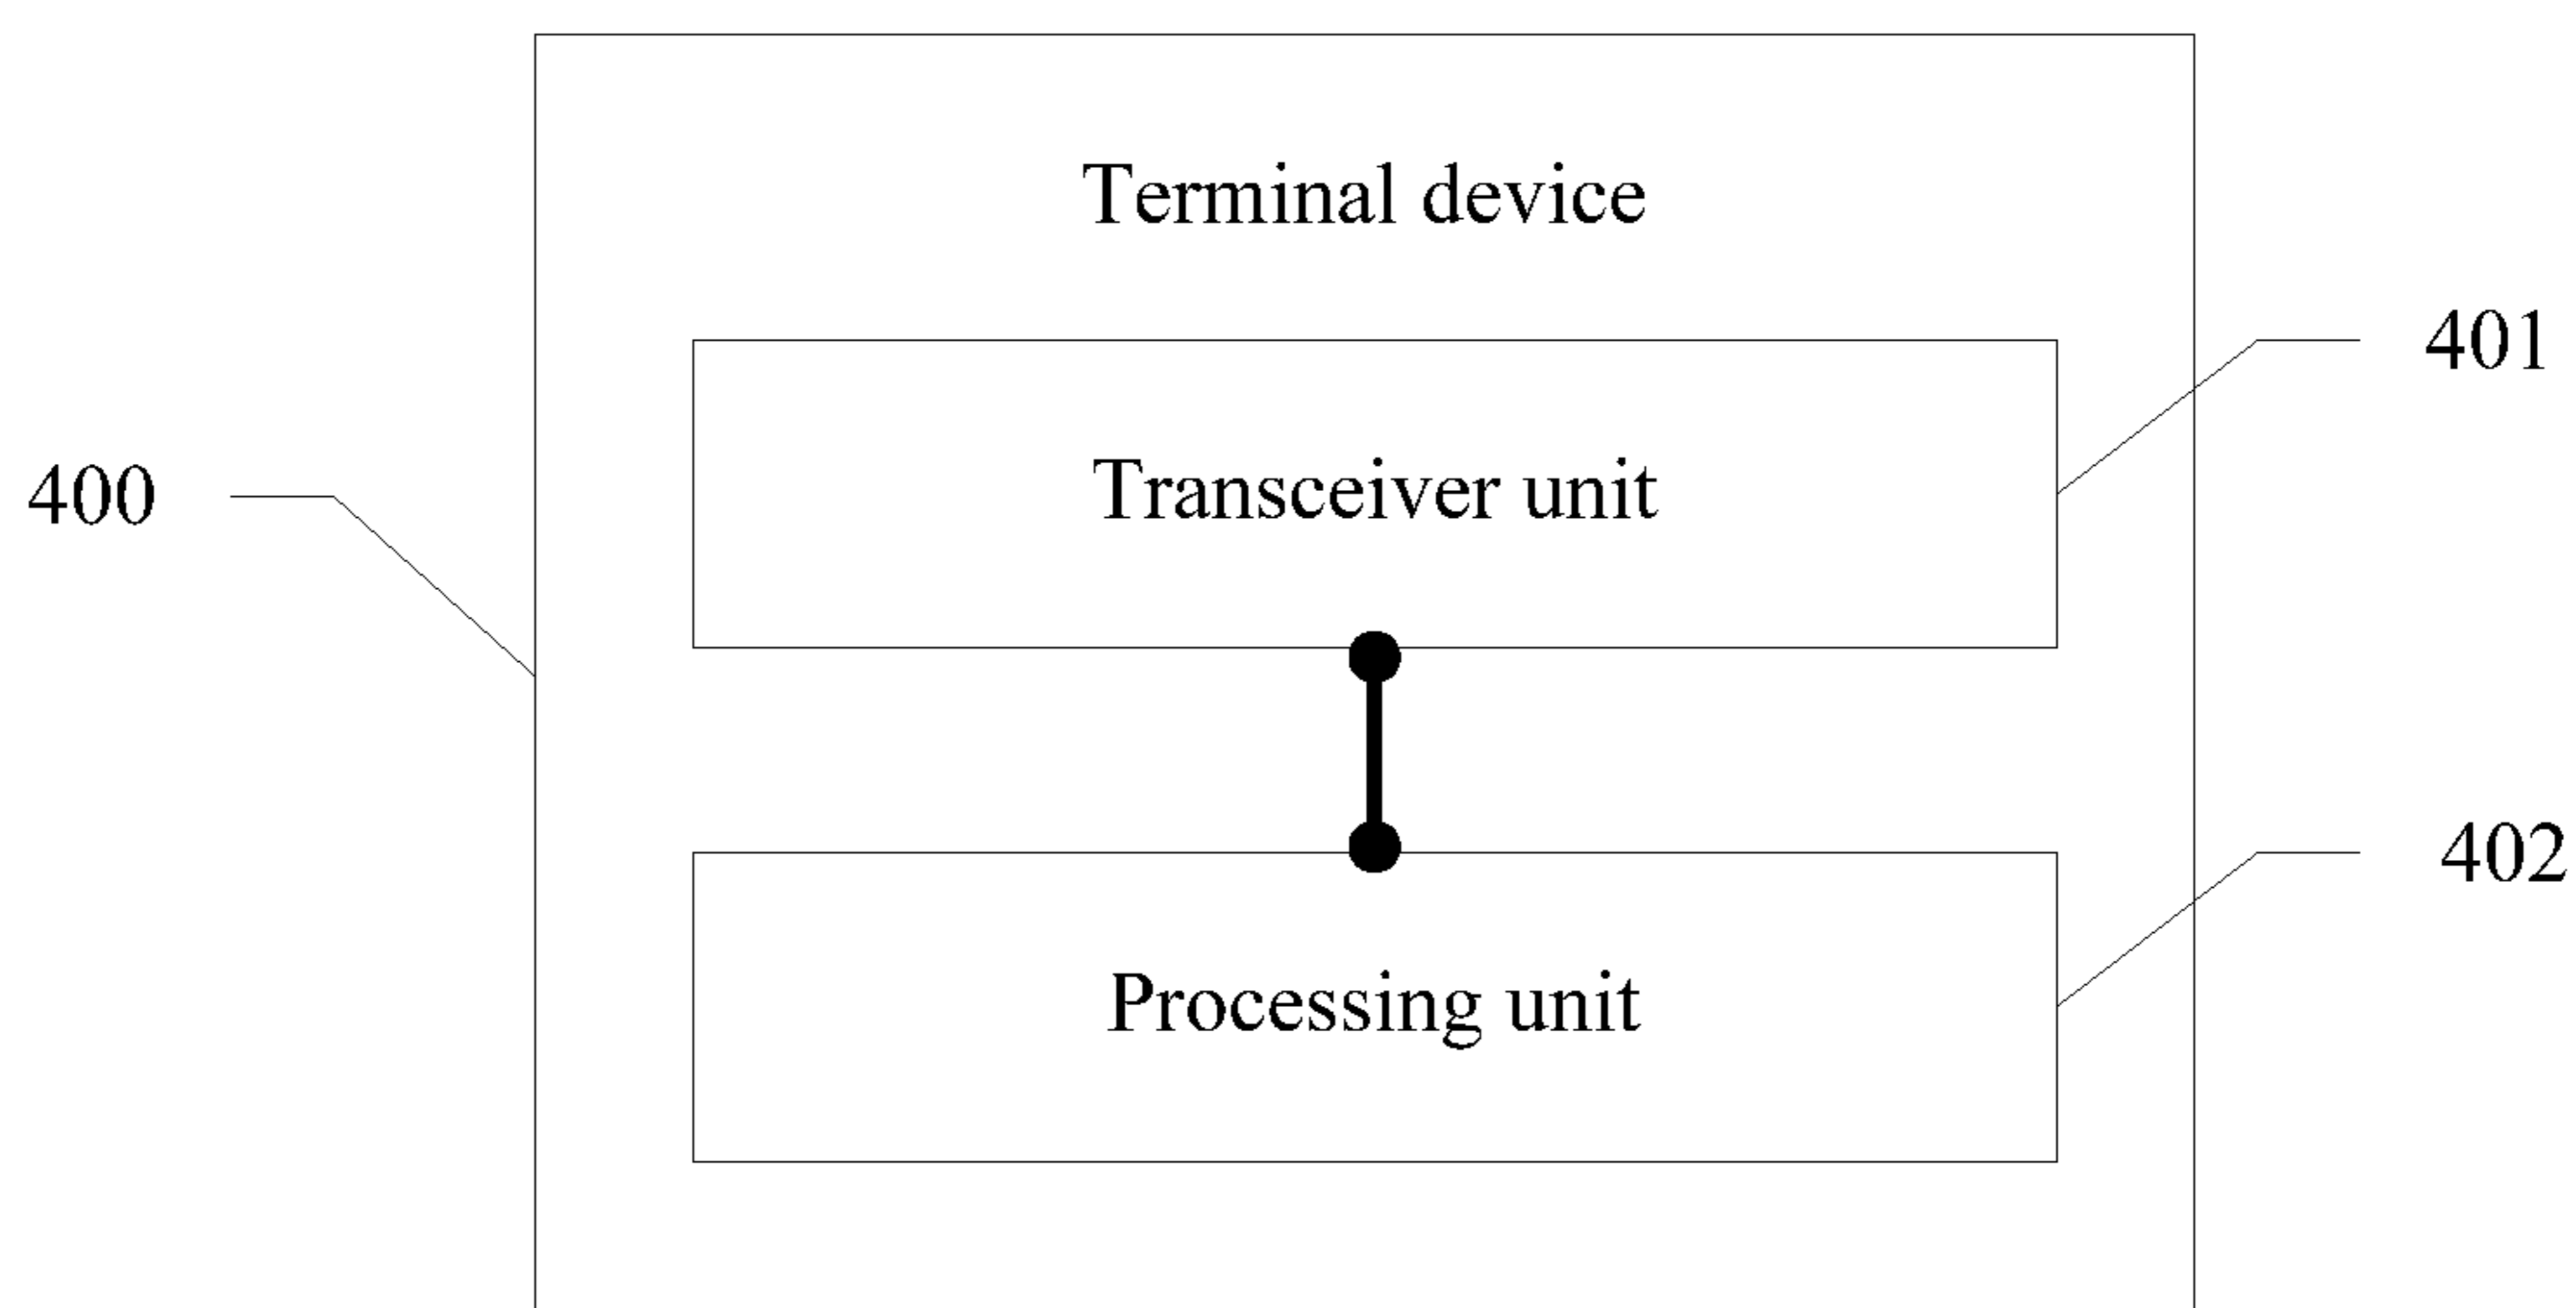 Terminal device
401
400
Transceiver unit
402
Processing unit